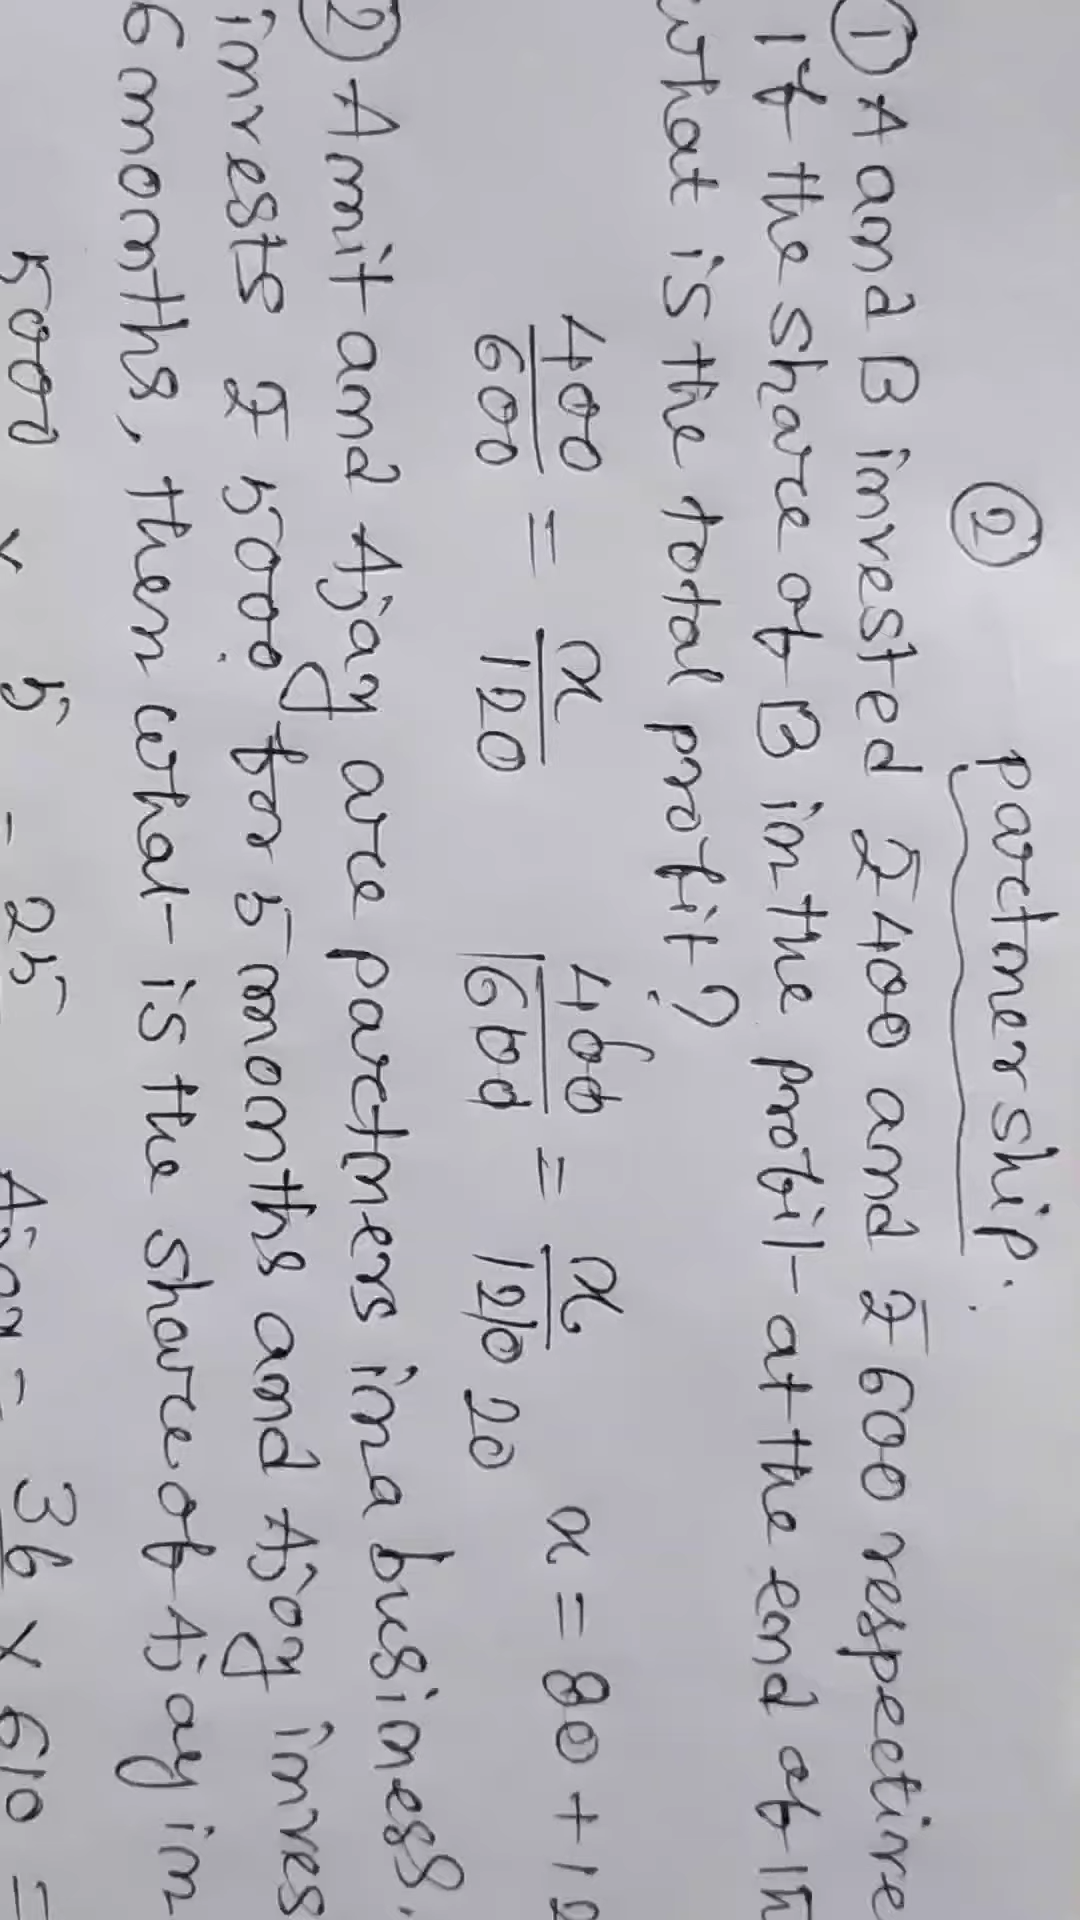 ② partnership.
① A and B invested ₹400 and ₹600 respective
If the share of B in the profit at the end of
what is the total profit?
400/600 = x/120 400/600 = x/120 20 x = 80 + 12
② Amit and Ajay are partners in a business.
invests ₹5000 for 5 months and Ajay inves
6 months, then what is the share of Ajay in
5000 × 5 = 25 36 × 610 =